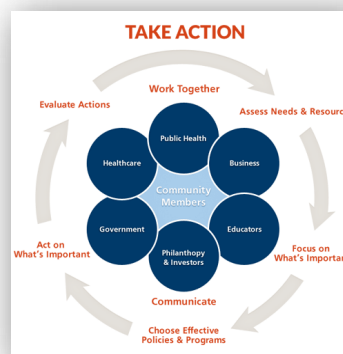 TAKE ACTION
Work Together
Evaluate Actions
Assess Needs & Resourc
Public Health
Healthcare
Business
Community
Members
Government
Educators
Philanthopy
& Investors
Act on
What's Important
Focus on
What's Importa
Communicate
Choose Effective
Policies & Programs